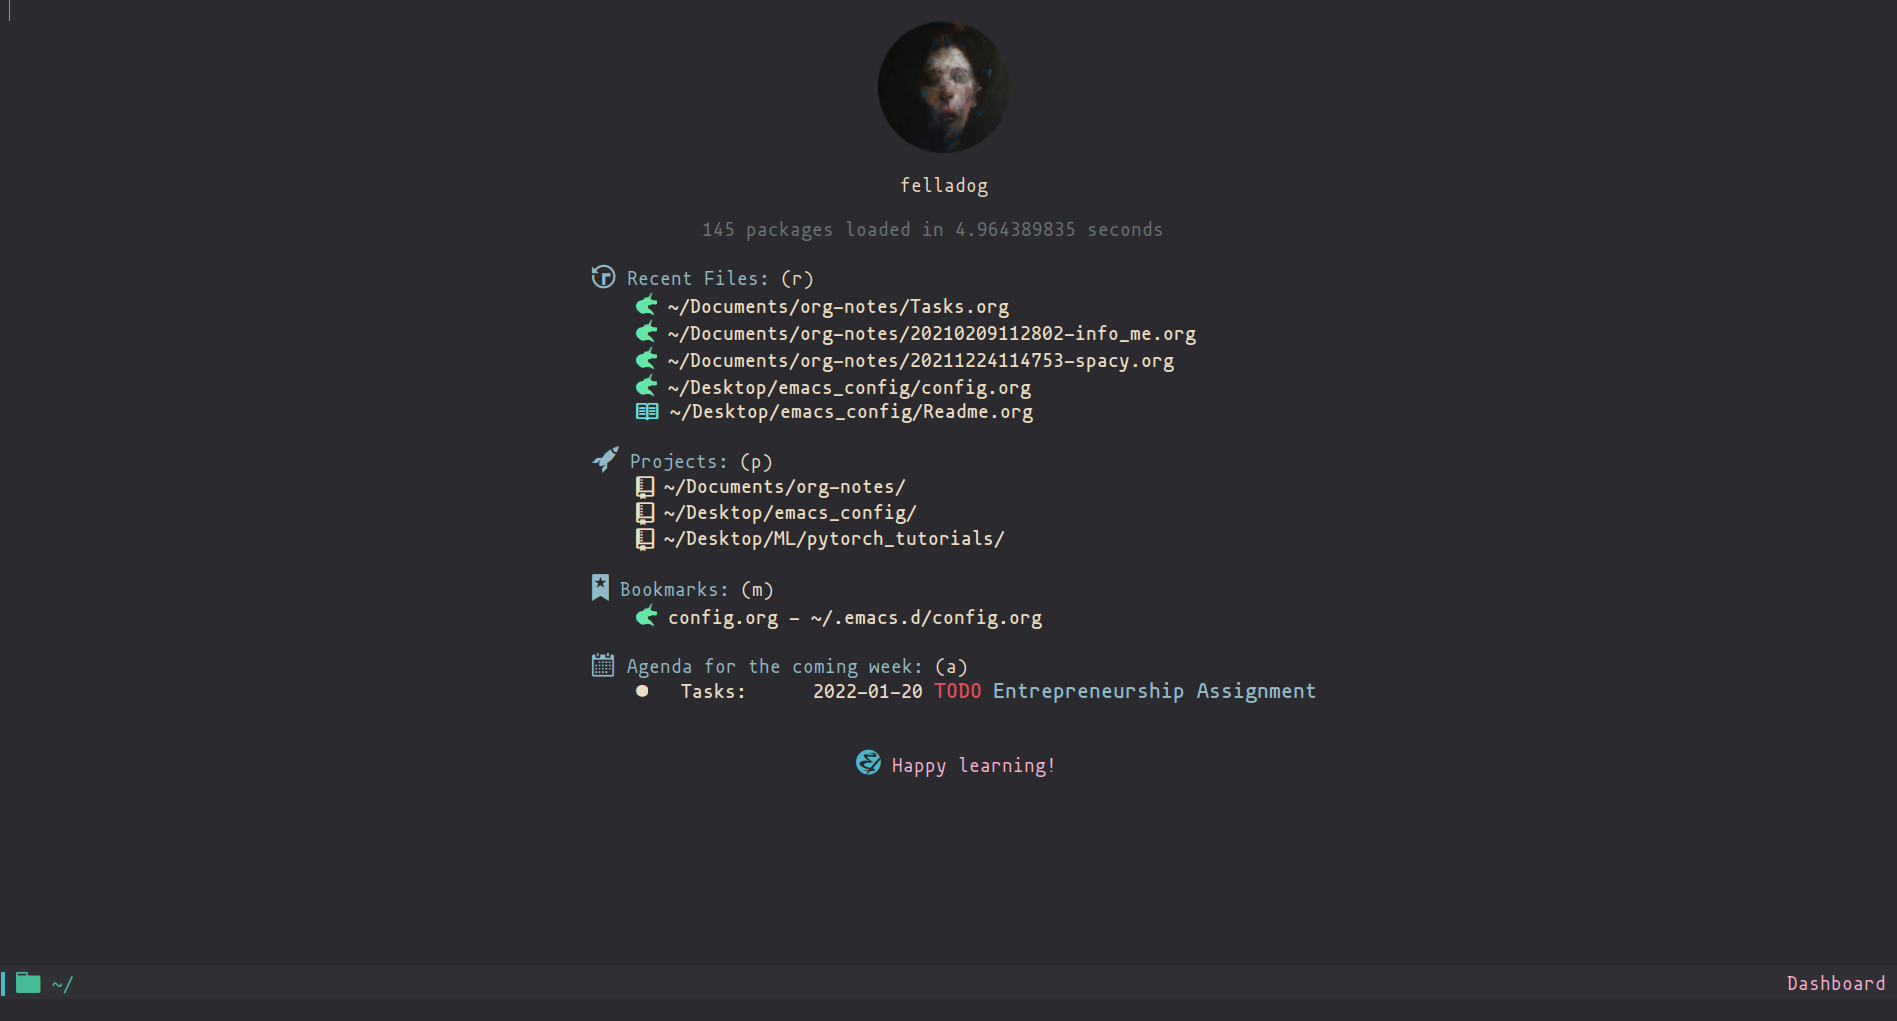 felladog
145 packages loaded in 4.964389835 seconds
Recent Files: (r)
~/Documents/org-notes/Tasks.org
~/Documents/org-notes/20210209112802-info_me.org
~/Documents/org-notes/20211224114753-spacy.org
~/Desktop/emacs_config/config.org
~/Desktop/emacs_config/Readme.org
Projects: (p)
~/Documents/org-notes/
~/Desktop/emacs_config/
~/Desktop/ML/pytorch_tutorials/
Bookmarks: (m)
config.org - ~/.emacs.d/config.org
Agenda for the coming week: (a)
Tasks: 2022-01-20 TODO Entrepreneurship Assignment
Happy learning!
~/ Dashboard